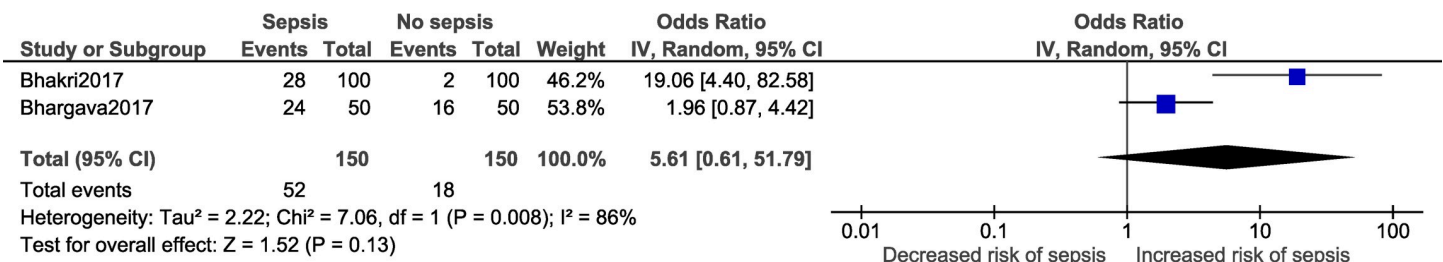 Sepsis No sepsis Odds Ratio Odds Ratio
Study or Subgroup Events Total Events Total Weight IV, Random, 95% CI IV, Random, 95% CI
Bhakri2017 28 100 2 100 46.2% 19.06 [4.40, 82.58]
Bhargava2017 24 50 16 50 53.8% 1.96 [0.87, 4.42]
Total (95% CI) 150 150 100.0% 5.61 [0.61, 51.79]
Total events 52 18
Heterogeneity: Tau² = 2.22; Chi² = 7.06, df = 1 (P = 0.008); I² = 86%
Test for overall effect: Z = 1.52 (P = 0.13)
0.01 0.1 1 10 100
Decreased risk of sepsis Increased risk of sepsis